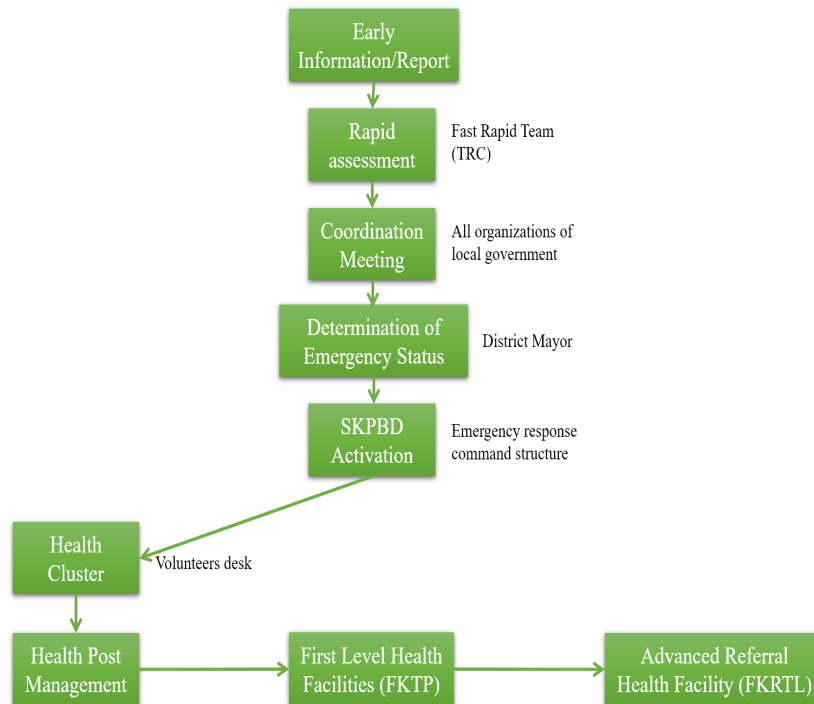 Early
Information/Report
Rapid
assessment
Fast Rapid Team
(TRC)
Coordination
Meeting
All organizations of
local government
Determination of
Emergency Status
District Mayor
SKPBD
Activation
Emergency response
command structure
Health
Cluster
Volunteers desk
Health Post
Management
First Level Health
Facilities (FKTP)
Advanced Referral
Health Facility (FKRTL)